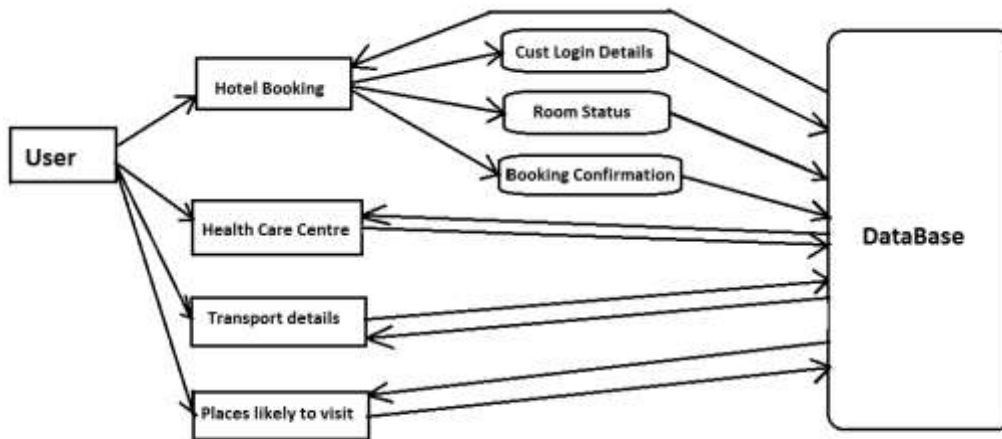 Cust Login Details
Hotel Booking
Room Status
User
Booking Confirmation
Health Care Centre
DataBase
Transport details
Places likely to visit